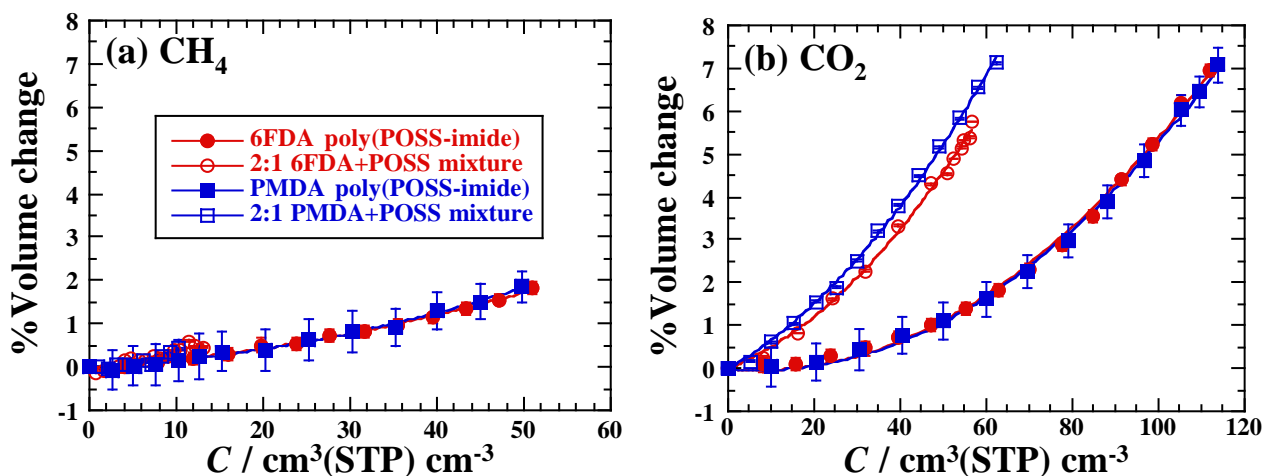 (a) CH₄
% Volume change
8
7
6
5
4
3
2
1
0
-1
6FDA poly(POSS-imide)
2:1 6FDA+POSS mixture
PMDA poly(POSS-imide)
2:1 PMDA+POSS mixture
0 10 20 30 40 50 60
C / cm³(STP) cm⁻³
(b) CO₂
% Volume change
8
7
6
5
4
3
2
1
0
-1
0 20 40 60 80 100 120
C / cm³(STP) cm⁻³